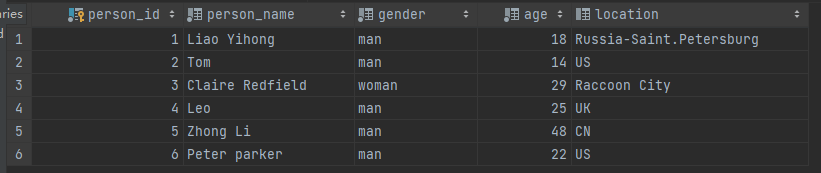 aries person_id person_name gender age location
d
1 1 Liao Yihong man 18 Russia-Saint.Petersburg
2 2 Tom man 14 US
3 3 Claire Redfield woman 29 Raccoon City
4 4 Leo man 25 UK
5 5 Zhong Li man 48 CN
6 6 Peter parker man 22 US